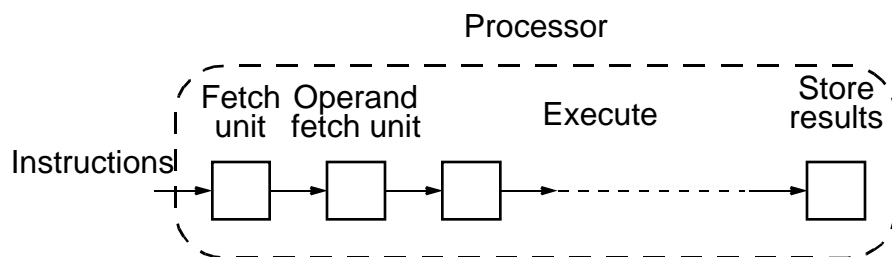 Processor
Fetch
unit
Operand
fetch unit
Execute
Store
results
Instructions